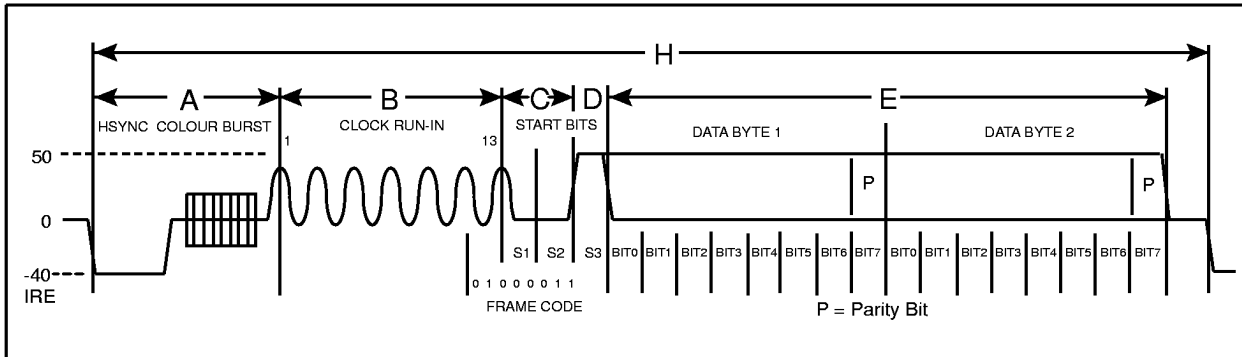 H
A B C D E
HSYNC COLOUR BURST CLOCK RUN-IN START BITS DATA BYTE 1 DATA BYTE 2
1 13
50
P P
0
S1 S2 S3 BIT0 BIT1 BIT2 BIT3 BIT4 BIT5 BIT6 BIT7 BIT0 BIT1 BIT2 BIT3 BIT4 BIT5 BIT6 BIT7
-40
0 1 0 0 0 0 1 1
IRE
FRAME CODE P = Parity Bit